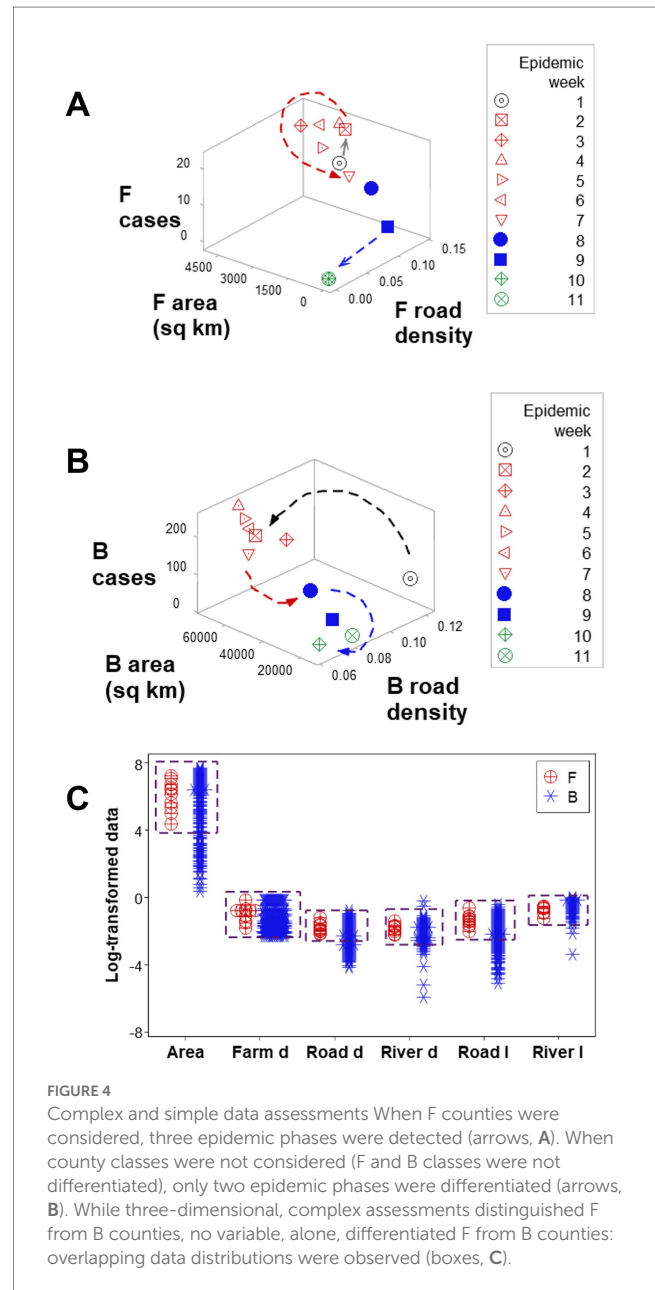 A
F
cases
20
10
0
4500
3000
1500
0
F area
(sq km)
0.00
0.05
0.10
0.15
F road
density
Epidemic
week
1
2
3
4
5
6
7
8
9
10
11
B
B
cases
200
100
0
60000
40000
20000
B area
(sq km)
0.06
0.08
0.10
0.12
B road
density
Epidemic
week
1
2
3
4
5
6
7
8
9
10
11
C
Log-transformed data
8
4
0
-4
-8
F
B
Area Farm d Road d River d Road l River l
FIGURE 4
Complex and simple data assessments When F counties were
considered, three epidemic phases were detected (arrows, A). When
county classes were not considered (F and B classes were not
differentiated), only two epidemic phases were differentiated (arrows,
B). While three-dimensional, complex assessments distinguished F
from B counties, no variable, alone, differentiated F from B counties:
overlapping data distributions were observed (boxes, C).